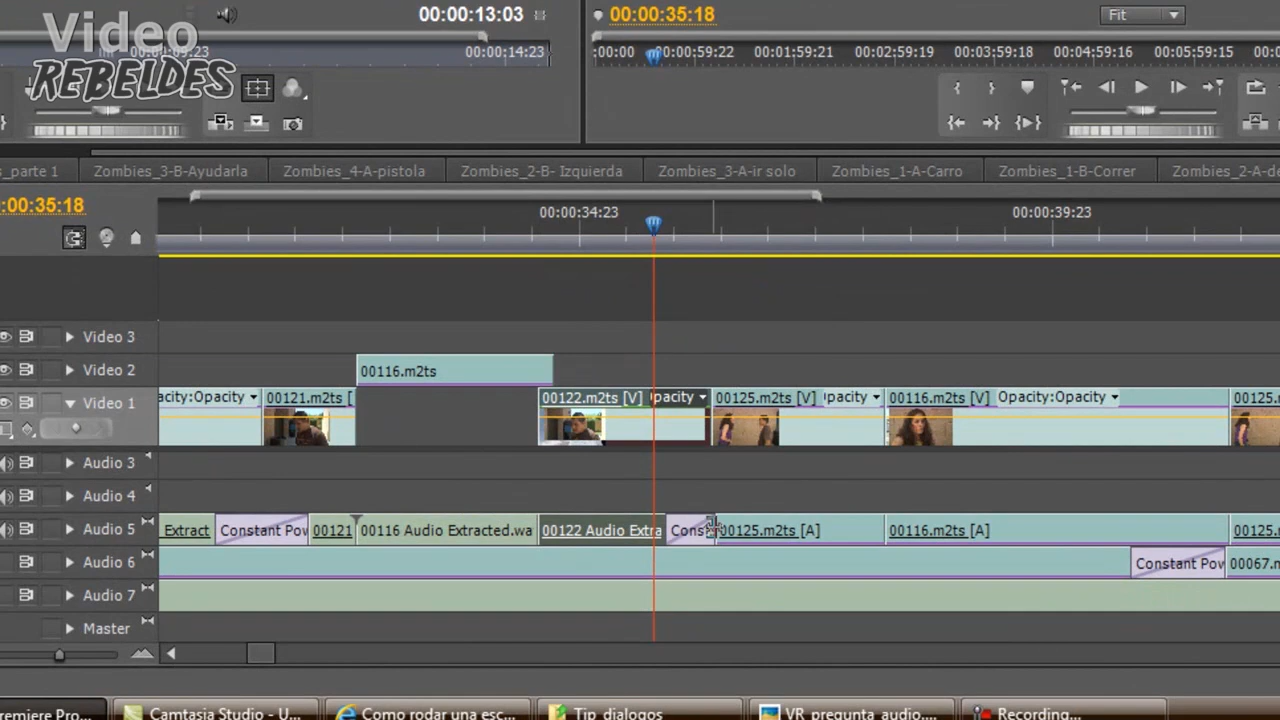 Video
REBELDES
00:00:13:03
00:00:35:18
Fit
00:09:23
00:00:14:23
:00:00
00:00:59:22
00:01:59:21
00:02:59:19
00:03:59:18
00:04:59:16
00:05:59:15
00:0
s_parte 1
Zombies_3-B-Ayudarla
Zombies_4-A-pistola
Zombies_2-B- Izquierda
Zombies_3-A-ir solo
Zombies_1-A-Carro
Zombies_1-B-Correr
Zombies_2-A-de
:00:35:18
00:00:34:23
00:00:39:23
Video 3
Video 2
00116.m2ts
Video 1
acity:Opacity
00121.m2ts [
00122.m2ts [V]
pacity
00125.m2ts [V]
pacity
00116.m2ts [V]
Opacity:Opacity
00125.
Audio 3
Audio 4
Audio 5
Extract
Constant Pov
00121
00116 Audio Extracted.wa
00122 Audio Extra
Cons
00125.m2ts [A]
00116.m2ts [A]
00125.
Audio 6
Constant Pov
00067.m
Audio 7
Master
remiere Pro...
Camtasia Studio - U...
Como rodar una esc...
Tip_dialogos
VR_pregunta_audio....
Recording...